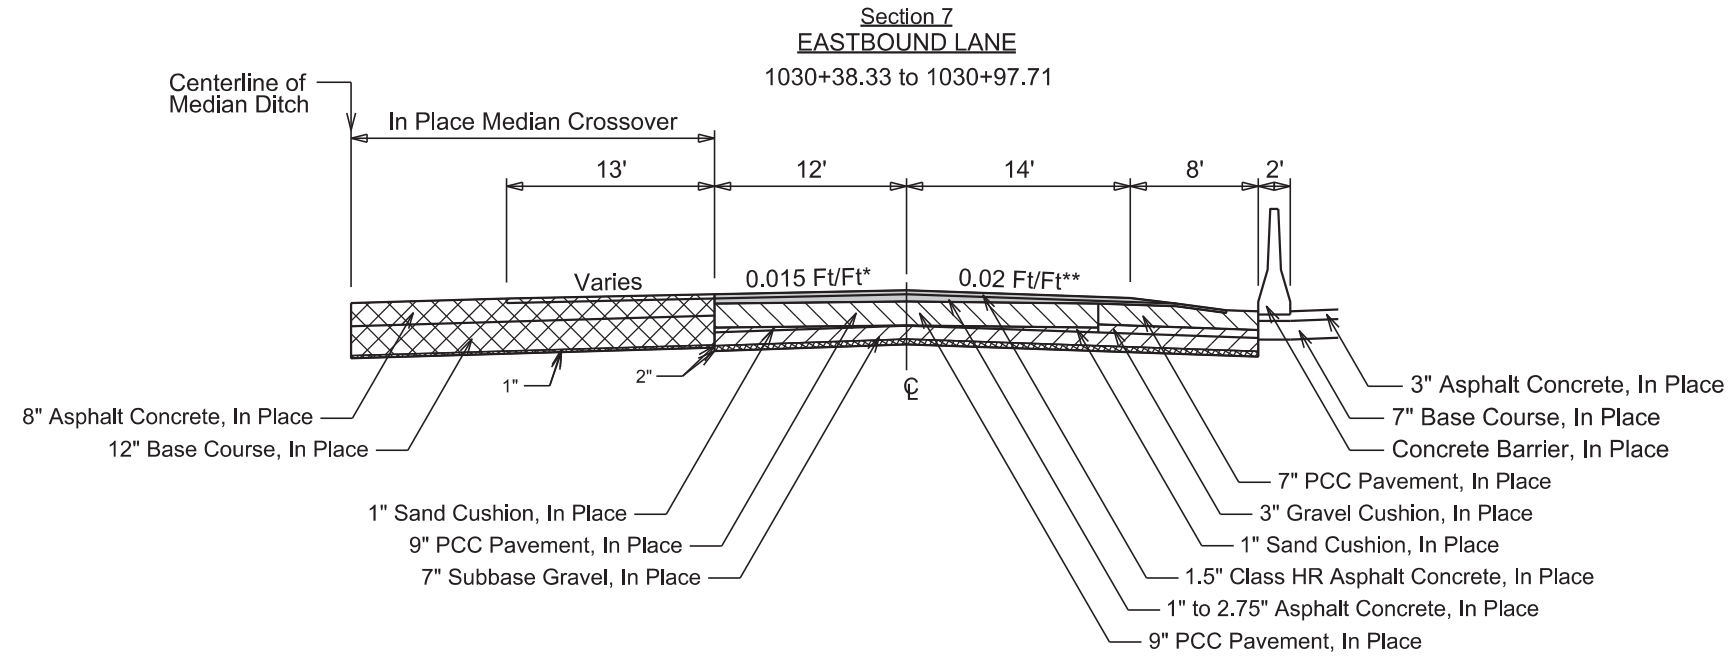 Section 7
EASTBOUND LANE
1030+38.33 to 1030+97.71
Centerline of
Median Ditch
In Place Median Crossover
13'
12'
14'
8'
2'
Varies
0.015 Ft/Ft*
0.02 Ft/Ft**
1"
2"
CL
3" Asphalt Concrete, In Place
8" Asphalt Concrete, In Place
7" Base Course, In Place
12" Base Course, In Place
Concrete Barrier, In Place
7" PCC Pavement, In Place
1" Sand Cushion, In Place
3" Gravel Cushion, In Place
9" PCC Pavement, In Place
1" Sand Cushion, In Place
7" Subbase Gravel, In Place
1.5" Class HR Asphalt Concrete, In Place
1" to 2.75" Asphalt Concrete, In Place
9" PCC Pavement, In Place